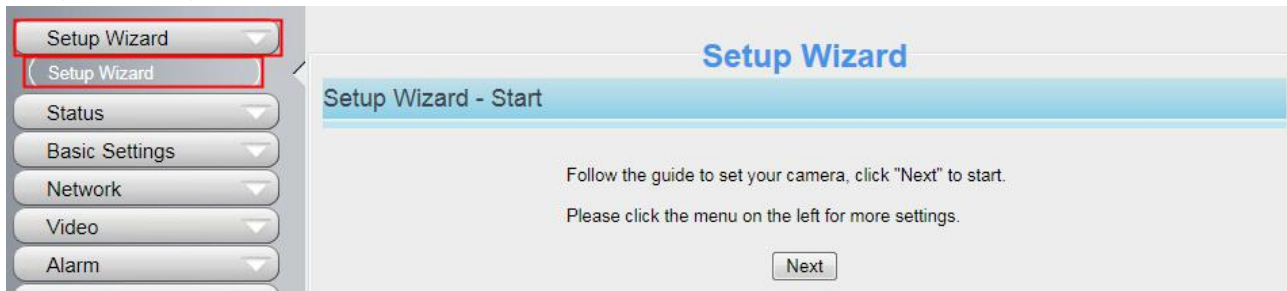 Setup Wizard
Setup Wizard
Status
Basic Settings
Network
Video
Alarm
Setup Wizard
Setup Wizard - Start
Follow the guide to set your camera, click "Next" to start.
Please click the menu on the left for more settings.
Next